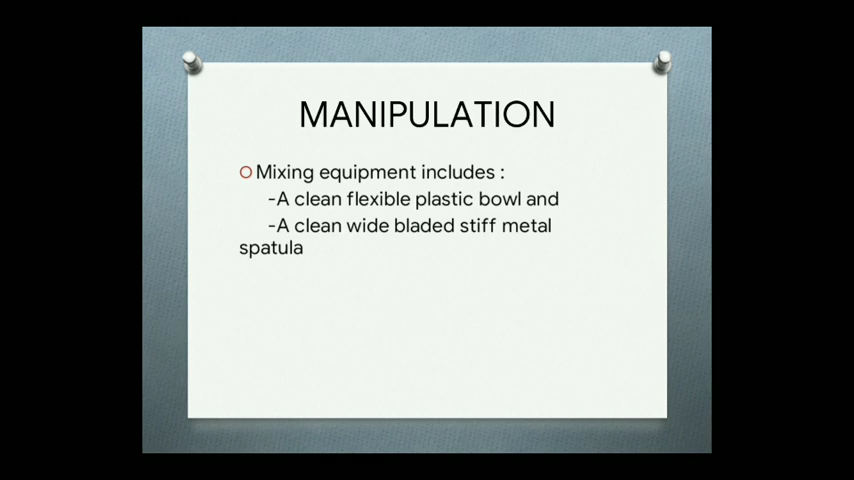 MANIPULATION
Mixing equipment includes :
-A clean flexible plastic bowl and
-A clean wide bladed stiff metal
spatula